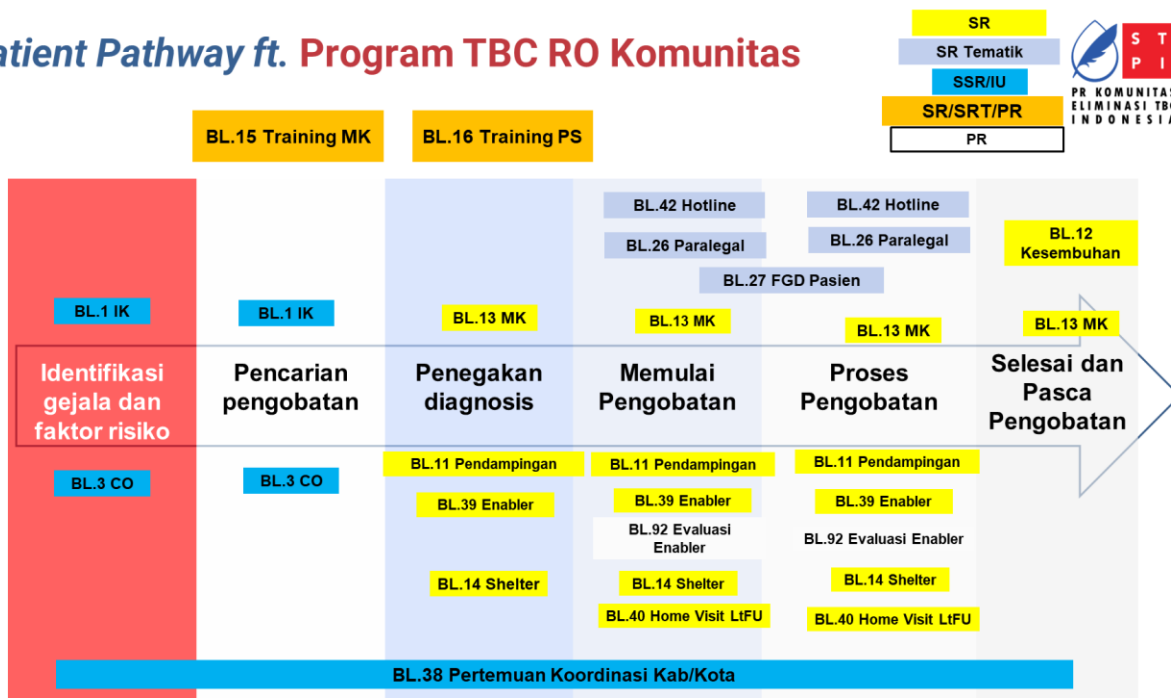 atient Pathway ft. Program TBC RO Komunitas
SR
SR Tematik
SSR/IU
SR/SRT/PR
PR
S T
P I
PR KOMUNITAS
ELIMINASI TBC
INDONESIA
BL.15 Training MK
BL.16 Training PS
BL.42 Hotline
BL.42 Hotline
BL.26 Paralegal
BL.26 Paralegal
BL.12
Kesembuhan
BL.27 FGD Pasien
BL.1 IK
BL.1 IK
BL.13 MK
BL.13 MK
BL.13 MK
BL.13 MK
Identifikasi
gejala dan
faktor risiko
Pencarian
pengobatan
Penegakan
diagnosis
Memulai
Pengobatan
Proses
Pengobatan
Selesai dan
Pasca
Pengobatan
BL.3 CO
BL.3 CO
BL.11 Pendampingan
BL.11 Pendampingan
BL.11 Pendampingan
BL.39 Enabler
BL.39 Enabler
BL.39 Enabler
BL.92 Evaluasi
Enabler
BL.92 Evaluasi Enabler
BL.14 Shelter
BL.14 Shelter
BL.14 Shelter
BL.40 Home Visit LtFU
BL.40 Home Visit LtFU
BL.38 Pertemuan Koordinasi Kab/Kota